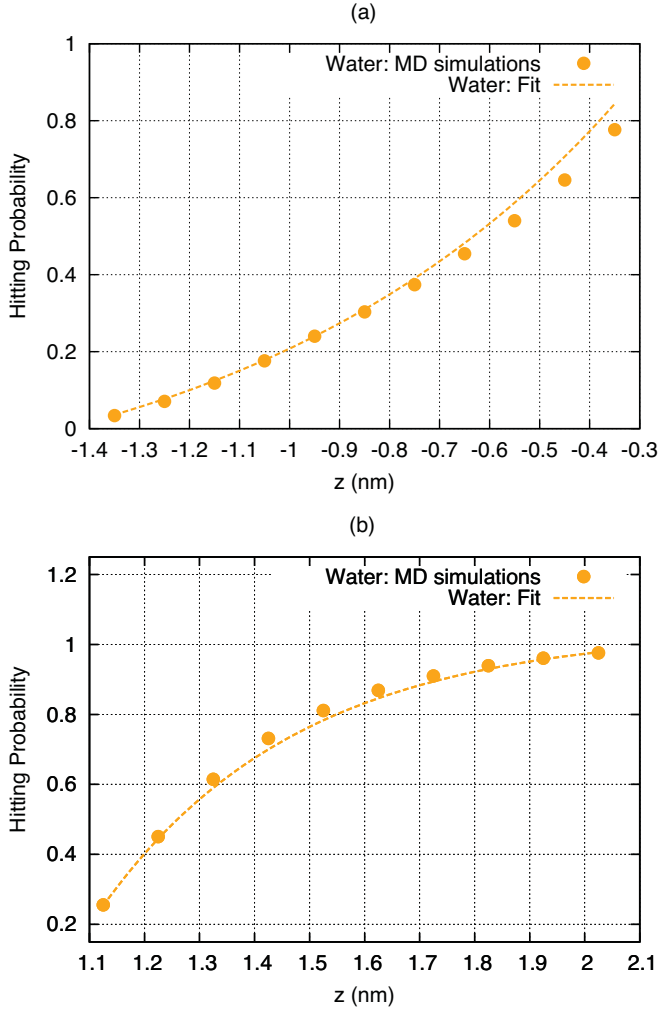 (a)
1
0.8
0.6
0.4
0.2
0
Hitting Probability
Water: MD simulations
Water: Fit
-1.4 -1.3 -1.2 -1.1 -1 -0.9 -0.8 -0.7 -0.6 -0.5 -0.4 -0.3
z (nm)
(b)
1.2
1
0.8
0.6
0.4
0.2
Hitting Probability
Water: MD simulations
Water: Fit
1.1 1.2 1.3 1.4 1.5 1.6 1.7 1.8 1.9 2 2.1
z (nm)